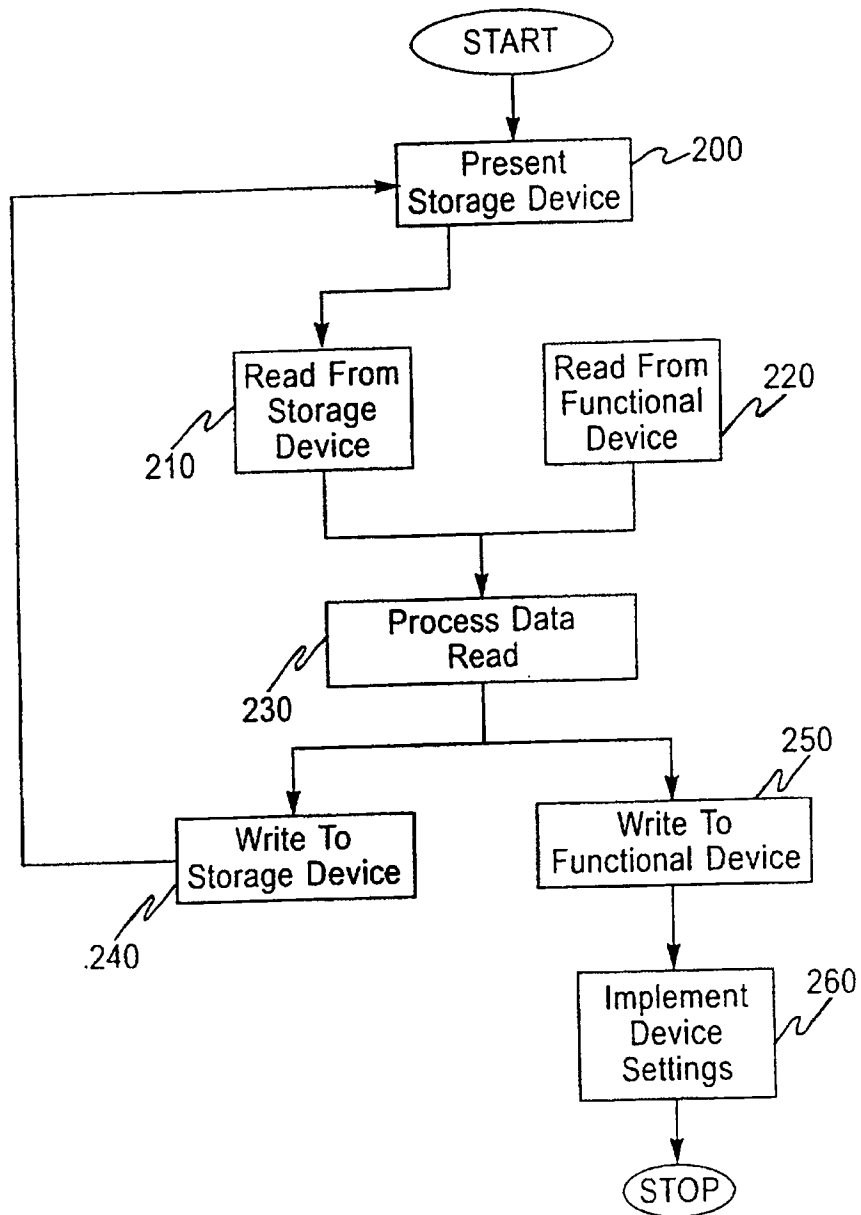 START
Present
Storage Device
200
Read From
Storage
Device
210
Read From
Functional
Device
220
Process Data
Read
230
Write To
Storage Device
.240
250
Write To
Functional Device
Implement
Device
Settings
260
STOP